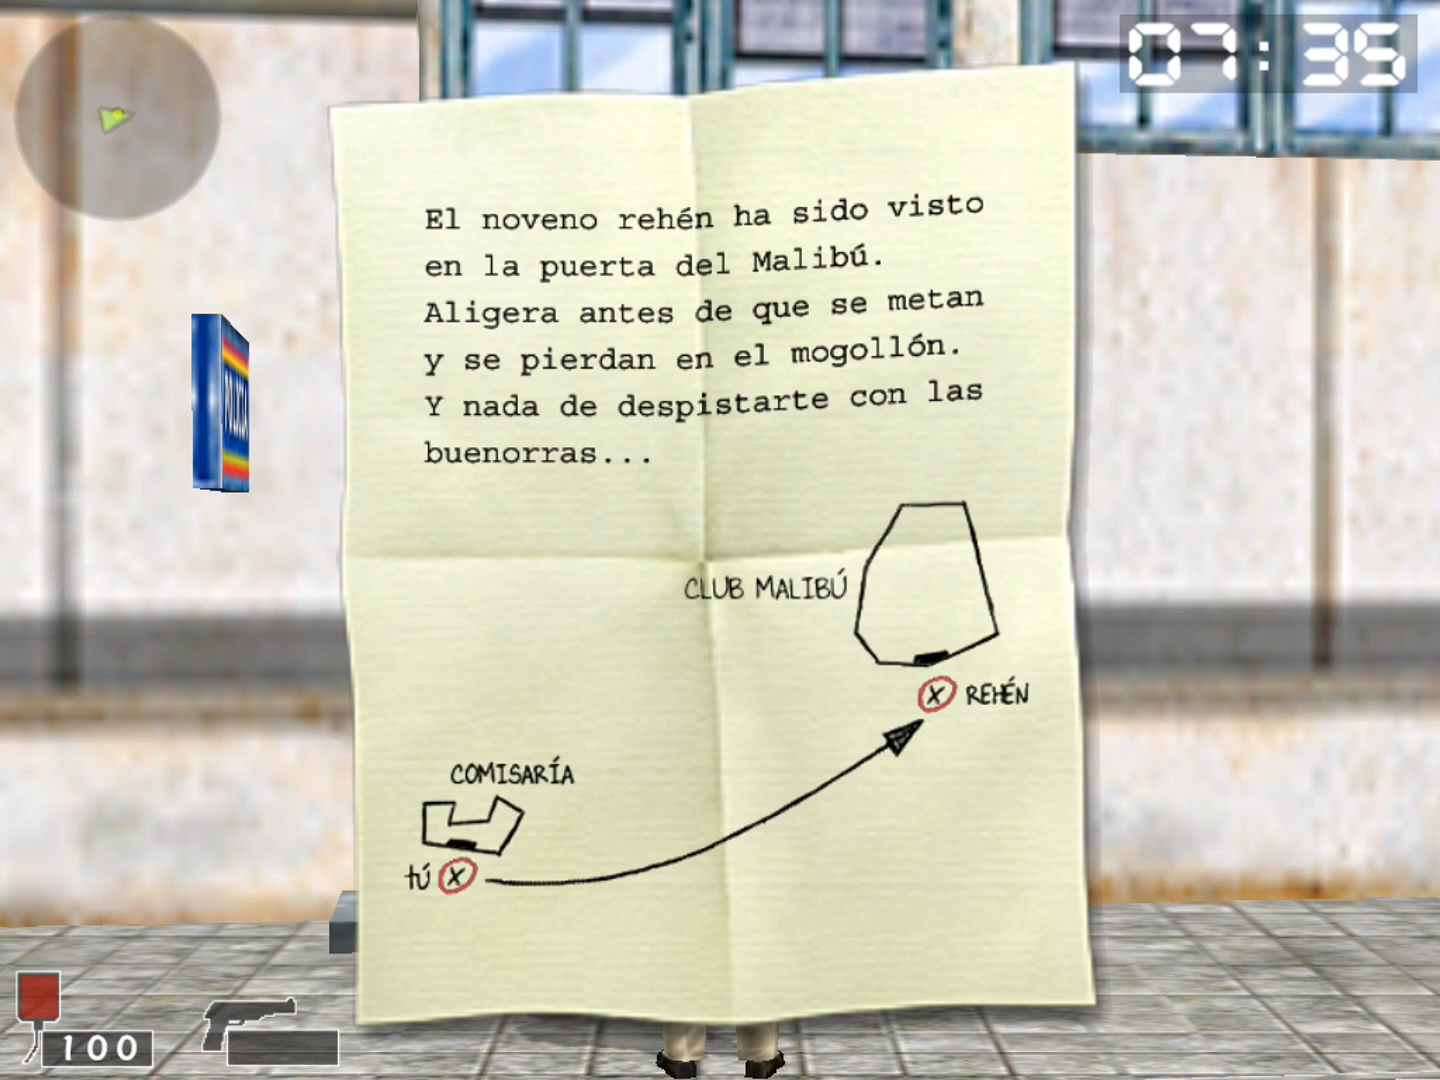 07:35
El noveno rehén ha sido visto
en la puerta del Malibú.
Aligera antes de que se metan
y se pierdan en el mogollón.
Y nada de despistarte con las
buenorras...
POLICIA
CLUB MALIBÚ
REHÉN
COMISARÍA
tú
100